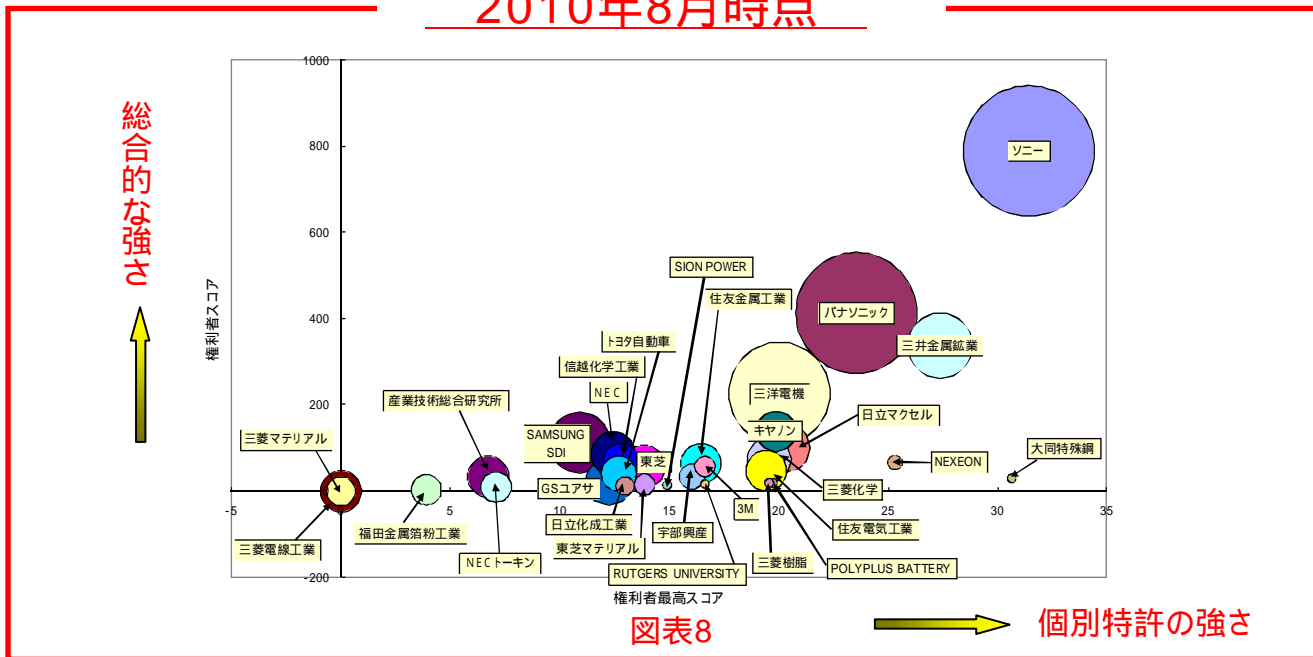 2010年8月時点
総合的な強さ
権利者スコア
1000
800
600
400
200
-200
-5
5
10
15
20
25
30
35
ソニー
SION POWER
住友金属工業
パナソニック
トヨタ自動車
三井金属鉱業
信越化学工業
NEC
三洋電機
産業技術総合研究所
日立マクセル
キヤノン
三菱マテリアル
SAMSUNG
SDI
東芝
大同特殊鋼
NEXEON
GSユアサ
三菱化学
3M
日立化成工業
宇部興産
住友電気工業
福田金属箔粉工業
三菱電線工業
東芝マテリアル
NECトーキン
三菱樹脂
POLYPLUS BATTERY
RUTGERS UNIVERSITY
権利者最高スコア
図表8
個別特許の強さ